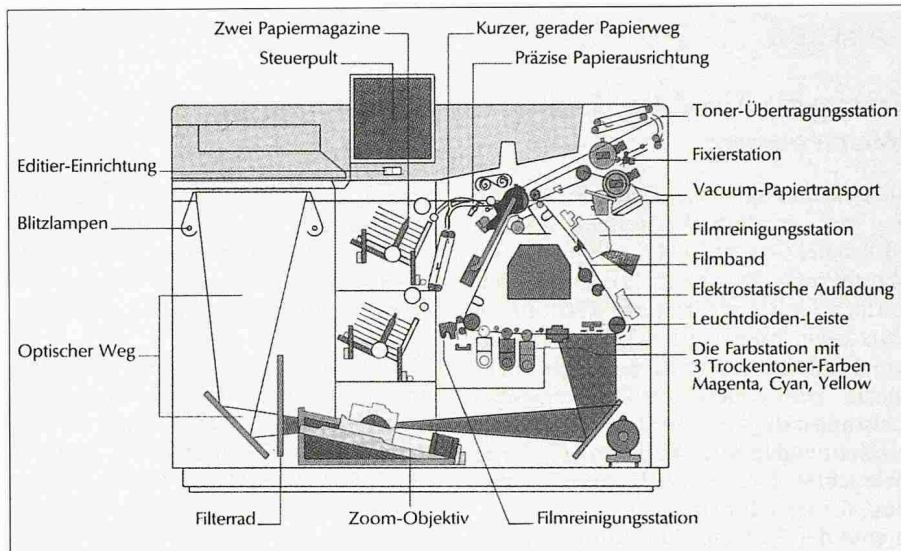 Zwei Papiermagazine
Steuerpult
Kurzer, gerader Papierweg
Präzise Papierausrichtung
Editier-Einrichtung
Blitzlampen
Optischer Weg
Toner-Übertragungsstation
Fixierstation
Vacuum-Papiertransport
Filmreinigungsstation
Filmband
Elektrostatische Aufladung
Leuchtdioden-Leiste
Die Farbstation mit
3 Trockentoner-Farben
Magenta, Cyan, Yellow
Filterrad
Zoom-Objektiv
Filmreinigungsstation